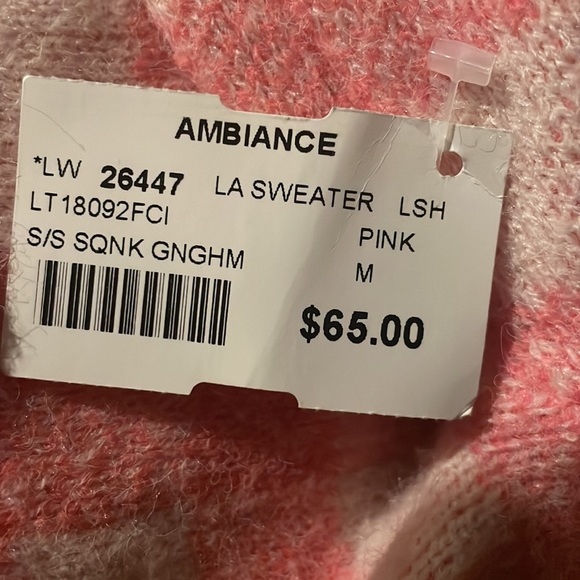 AMBIANCE
*LW 26447 LA SWEATER LSH
LT18092FCI PINK
S/S SQNK GNGHM M
$65.00